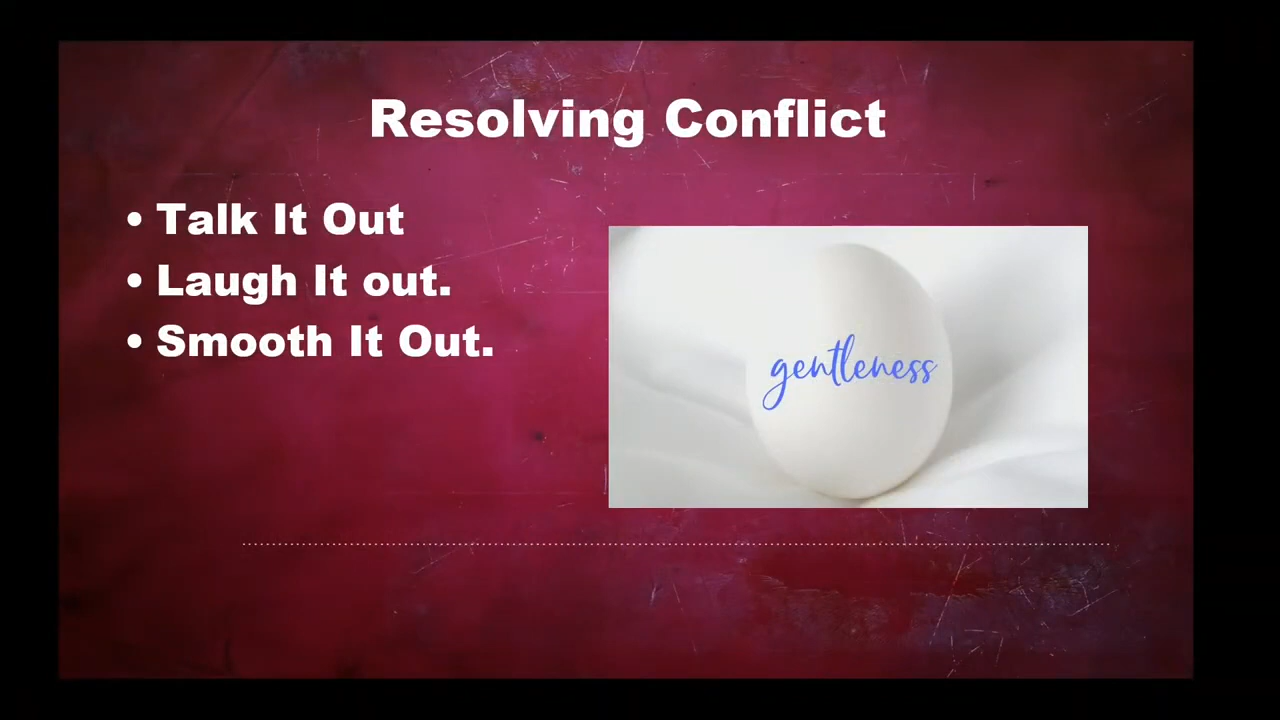 Resolving Conflict
• Talk It Out
• Laugh It out.
• Smooth It Out.
gentleness